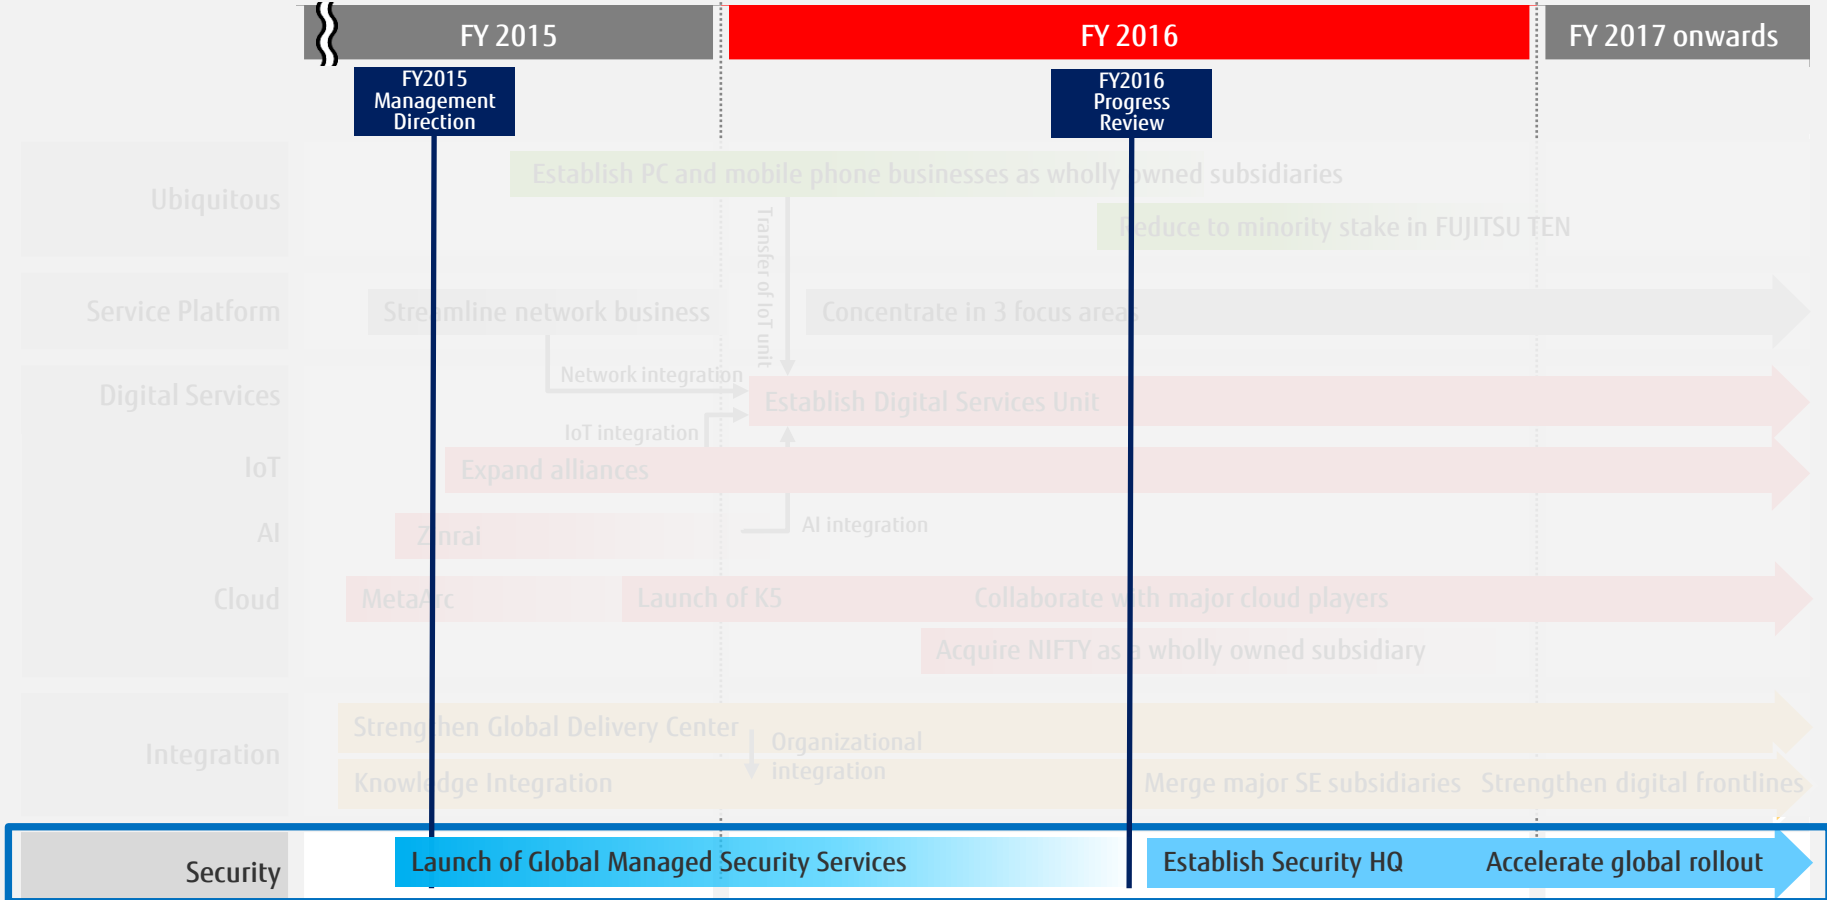 FY 2015
FY 2016
FY 2017 onwards
FY2015
Management
Direction
FY2016
Progress
Review
Ubiquitous
Establish PC and mobile phone businesses as wholly owned subsidiaries
Reduce to minority stake in FUJITSU TEN
Transfer of IoT unit
Service Platform
Streamline network business
Concentrate in 3 focus areas
Digital Services
Network integration
Establish Digital Services Unit
IoT integration
IoT
Expand alliances
AI
Zinrai
AI integration
Cloud
MetaArc
Launch of K5
Collaborate with major cloud players
Acquire NIFTY as a wholly owned subsidiary
Integration
Strengthen Global Delivery Center
Organizational
integration
Knowledge Integration
Merge major SE subsidiaries
Strengthen digital frontlines
Security
Launch of Global Managed Security Services
Establish Security HQ
Accelerate global rollout